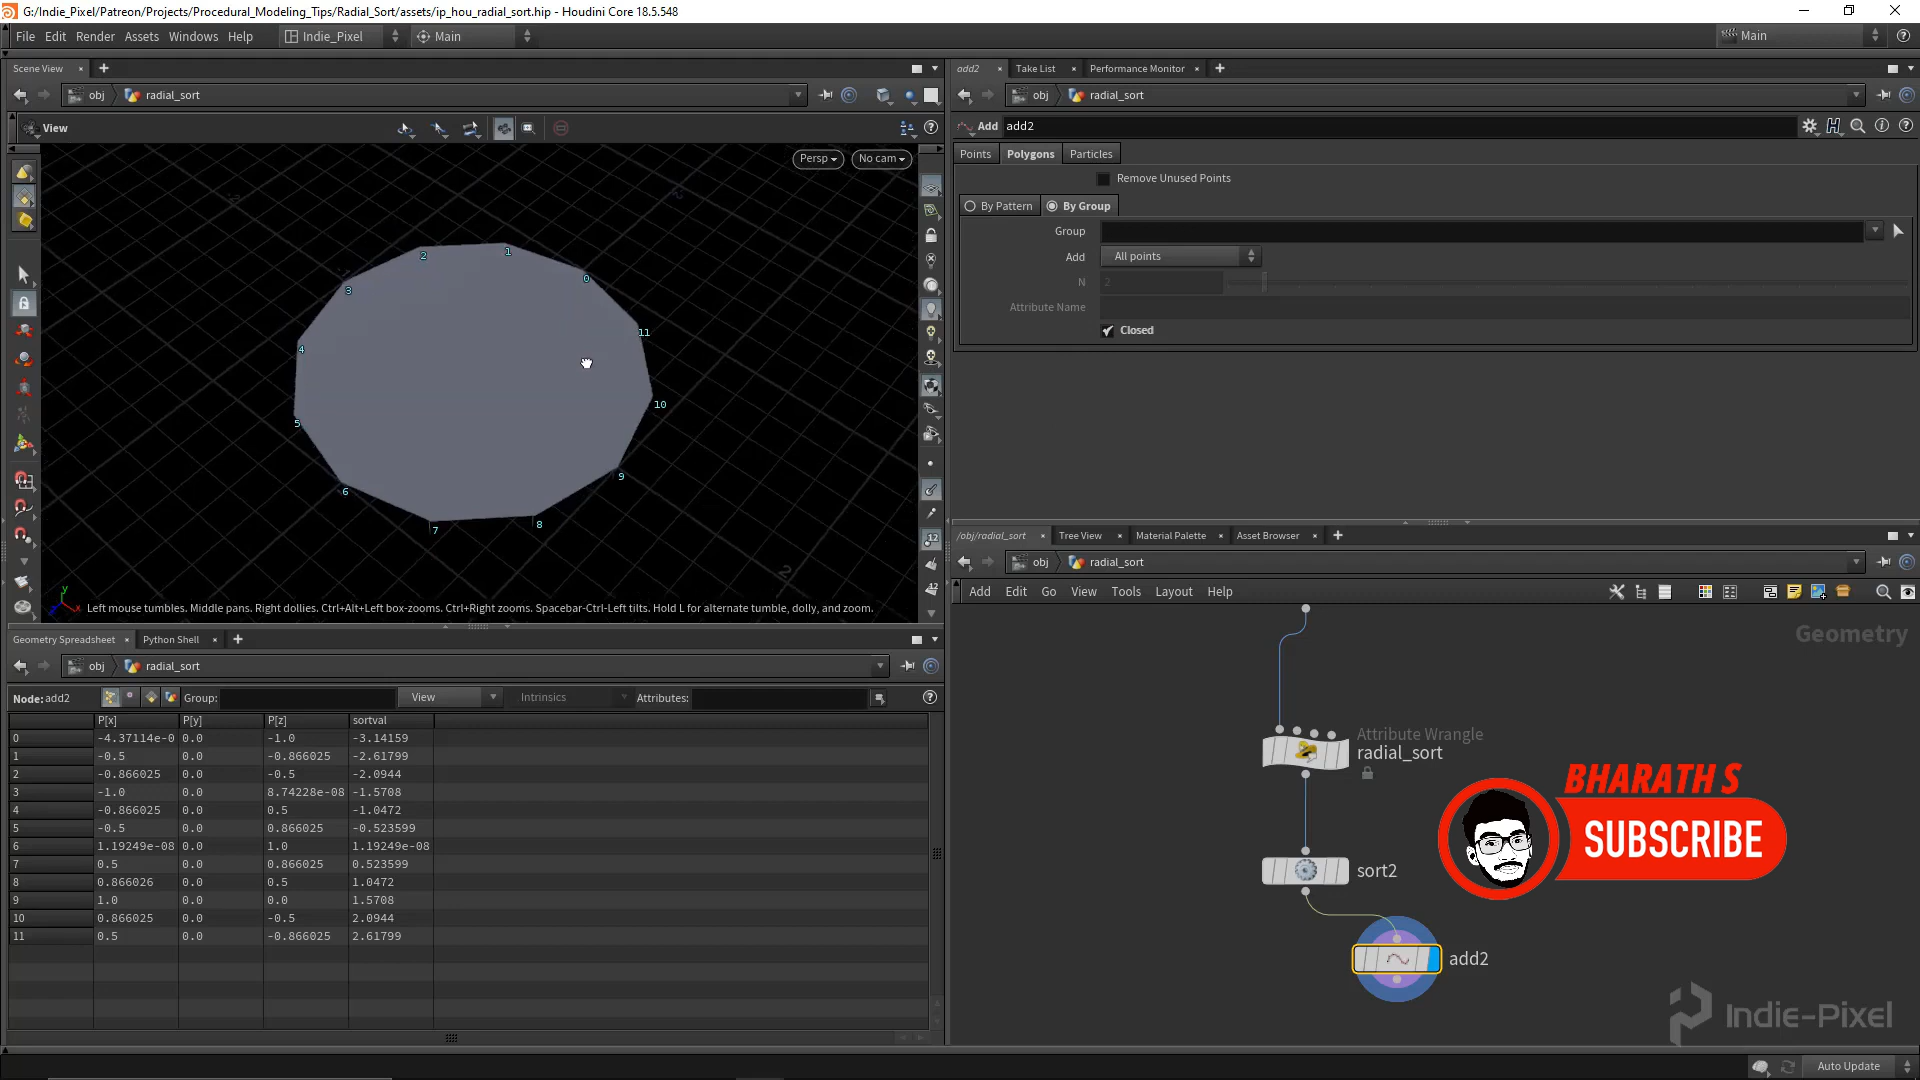 G:/Indie_Pixel/Patreon/Projects/Procedural_Modeling_Tips/Radial_Sort/assets/ip_hou_radial_sort.hip - Houdini Core 18.5.548
File Edit Render Assets Windows Help Indie_Pixel Main Main
Scene View
obj radial_sort
View
Persp No cam
2 1 0 3 11 4 10 5 9 6 8 7
2
Left mouse tumbles. Middle pans. Right dollies. Ctrl+Alt+Left box-zooms. Ctrl+Right zooms. Spacebar-Ctrl-Left tilts. Hold L for alternate tumble, dolly, and zoom.
add2 Take List Performance Monitor
obj radial_sort
Add add2
Points Polygons Particles
Remove Unused Points
By Pattern By Group
Group
Add All points
N 2
Attribute Name
Closed
Geometry Spreadsheet Python Shell
obj radial_sort
Node: add2 Group: View Intrinsics Attributes:
P[x] P[y] P[z] sortval
0 -4.37114e-0 0.0 -1.0 -3.14159
1 -0.5 0.0 -0.866025 -2.61799
2 -0.866025 0.0 -0.5 -2.0944
3 -1.0 0.0 8.74228e-08 -1.5708
4 -0.866025 0.0 0.5 -1.0472
5 -0.5 0.0 0.866025 -0.523599
6 1.19249e-08 0.0 1.0 1.19249e-08
7 0.5 0.0 0.866025 0.523599
8 0.866026 0.0 0.5 1.0472
9 1.0 0.0 0.0 1.5708
10 0.866025 0.0 -0.5 2.0944
11 0.5 0.0 -0.866025 2.61799
/obj/radial_sort Tree View Material Palette Asset Browser
obj radial_sort
Add Edit Go View Tools Layout Help
Geometry
Attribute Wrangle
radial_sort
sort2
add2
BHARATH S
SUBSCRIBE
Indie-Pixel
Auto Update